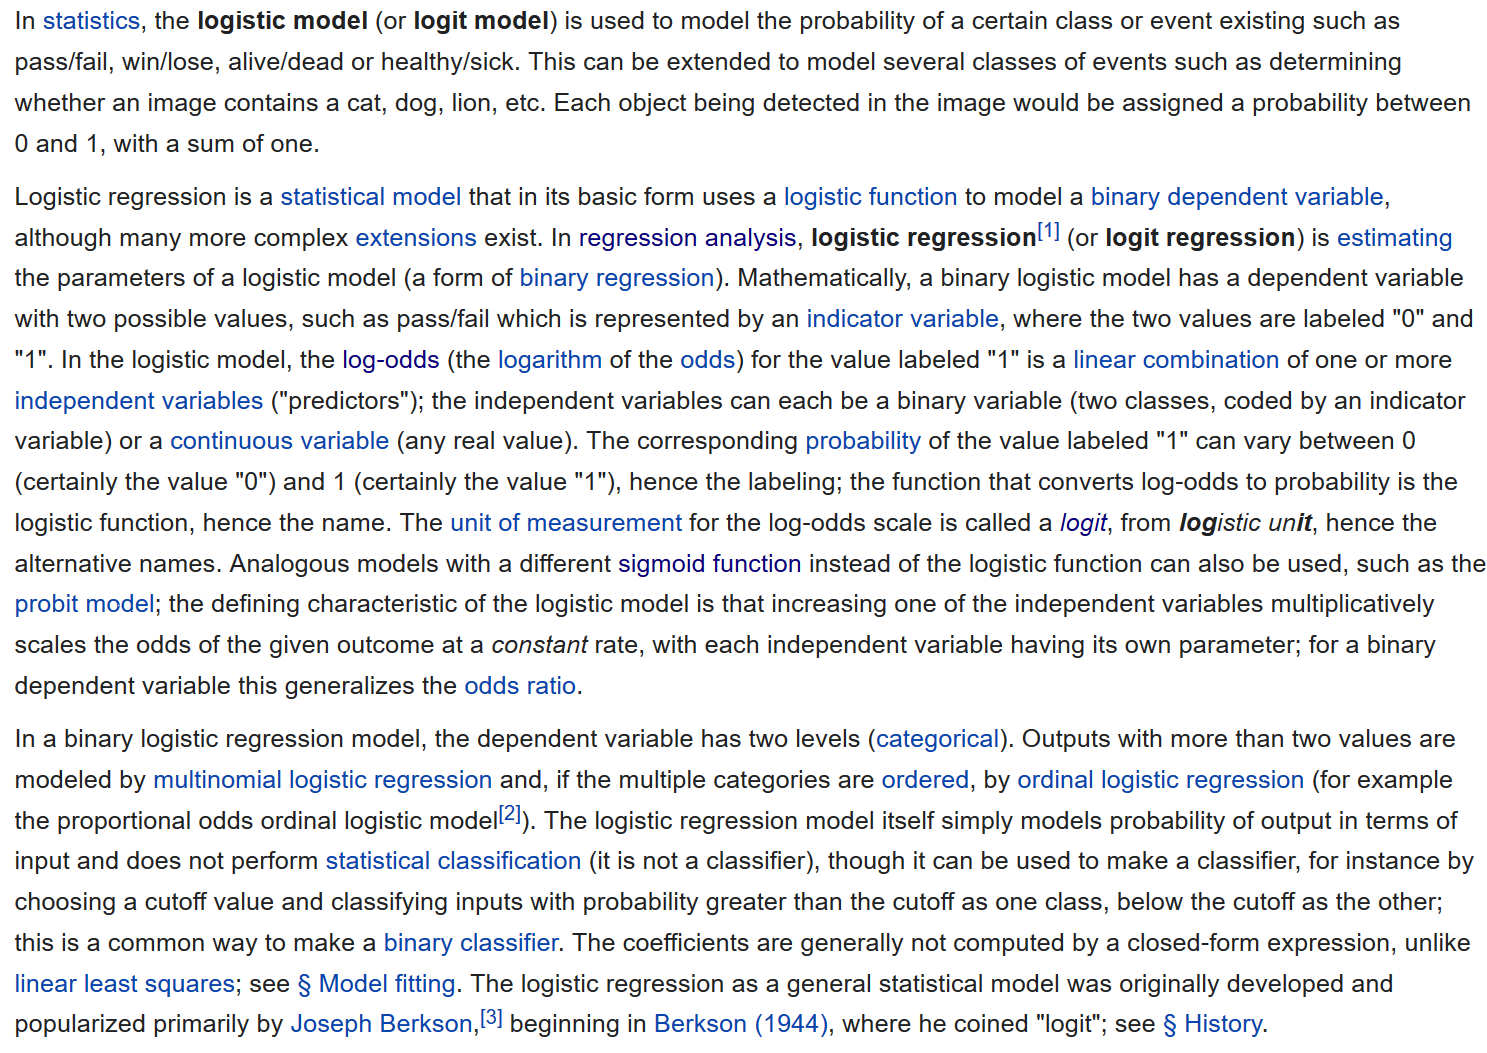 In statistics, the logistic model (or logit model) is used to model the probability of a certain class or event existing such as
pass/fail, win/lose, alive/dead or healthy/sick. This can be extended to model several classes of events such as determining
whether an image contains a cat, dog, lion, etc. Each object being detected in the image would be assigned a probability between
0 and 1, with a sum of one.
Logistic regression is a statistical model that in its basic form uses a logistic function to model a binary dependent variable,
although many more complex extensions exist. In regression analysis, logistic regression[1] (or logit regression) is estimating
the parameters of a logistic model (a form of binary regression). Mathematically, a binary logistic model has a dependent variable
with two possible values, such as pass/fail which is represented by an indicator variable, where the two values are labeled "0" and
"1". In the logistic model, the log-odds (the logarithm of the odds) for the value labeled "1" is a linear combination of one or more
independent variables ("predictors"); the independent variables can each be a binary variable (two classes, coded by an indicator
variable) or a continuous variable (any real value). The corresponding probability of the value labeled "1" can vary between 0
(certainly the value "0") and 1 (certainly the value "1"), hence the labeling; the function that converts log-odds to probability is the
logistic function, hence the name. The unit of measurement for the log-odds scale is called a logit, from logistic unit, hence the
alternative names. Analogous models with a different sigmoid function instead of the logistic function can also be used, such as the
probit model; the defining characteristic of the logistic model is that increasing one of the independent variables multiplicatively
scales the odds of the given outcome at a constant rate, with each independent variable having its own parameter; for a binary
dependent variable this generalizes the odds ratio.
In a binary logistic regression model, the dependent variable has two levels (categorical). Outputs with more than two values are
modeled by multinomial logistic regression and, if the multiple categories are ordered, by ordinal logistic regression (for example
the proportional odds ordinal logistic model[2]). The logistic regression model itself simply models probability of output in terms of
input and does not perform statistical classification (it is not a classifier), though it can be used to make a classifier, for instance by
choosing a cutoff value and classifying inputs with probability greater than the cutoff as one class, below the cutoff as the other;
this is a common way to make a binary classifier. The coefficients are generally not computed by a closed-form expression, unlike
linear least squares; see § Model fitting. The logistic regression as a general statistical model was originally developed and
popularized primarily by Joseph Berkson,[3] beginning in Berkson (1944), where he coined "logit"; see § History.